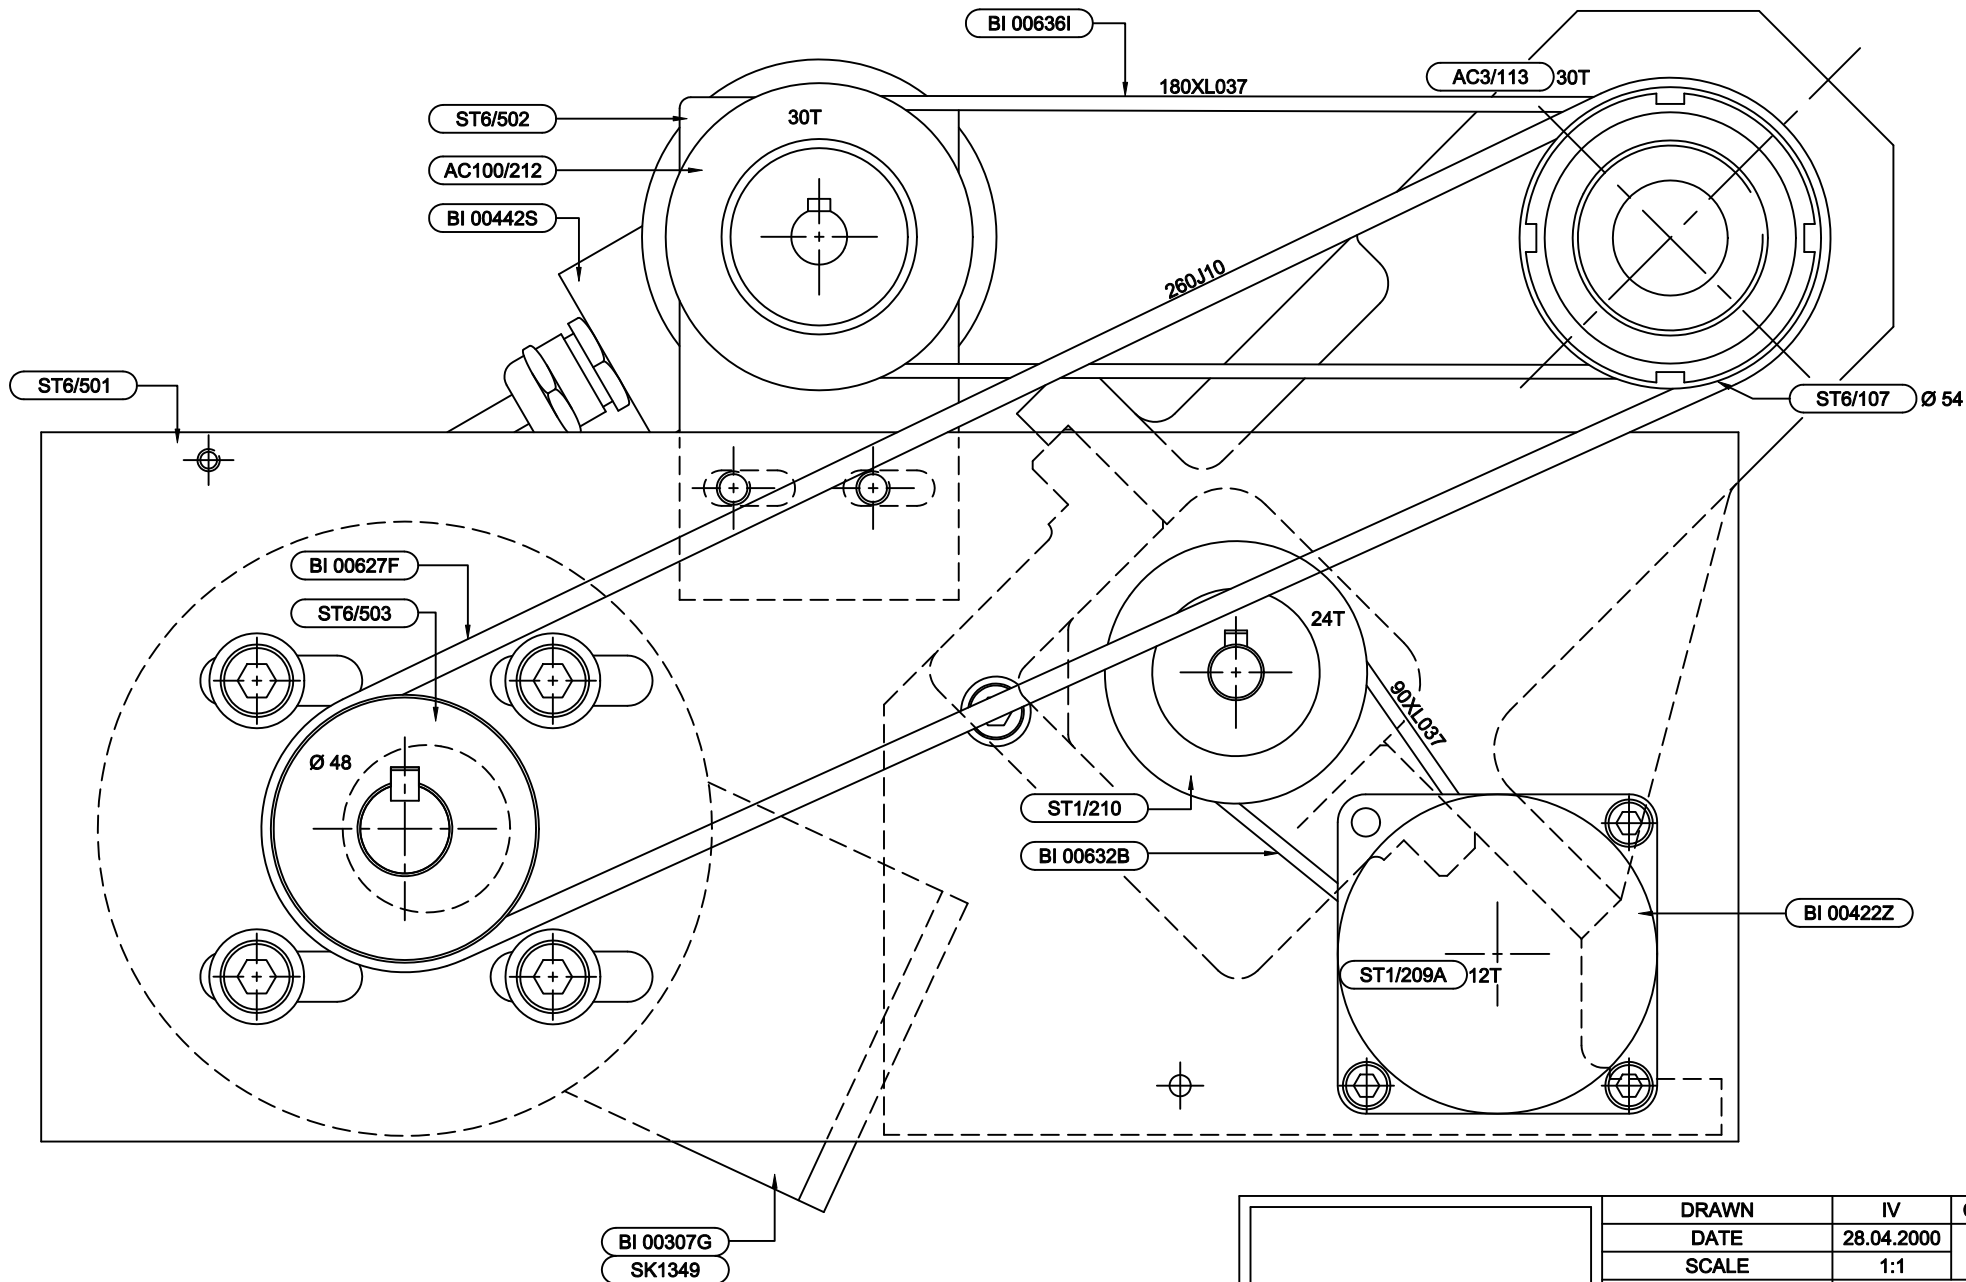 BI 00636I
180XL037
AC3/113 30T
ST6/502
30T
AC100/212
BI 00442S
260J10
ST6/501
ST6/107 Ø 54
BI 00627F
ST6/503
24T
90XL037
Ø 48
ST1/210
BI 00632B
BI 00422Z
ST1/209A 12T
BI 00307G
SK1349
DRAWN IV
DATE 28.04.2000
SCALE 1:1